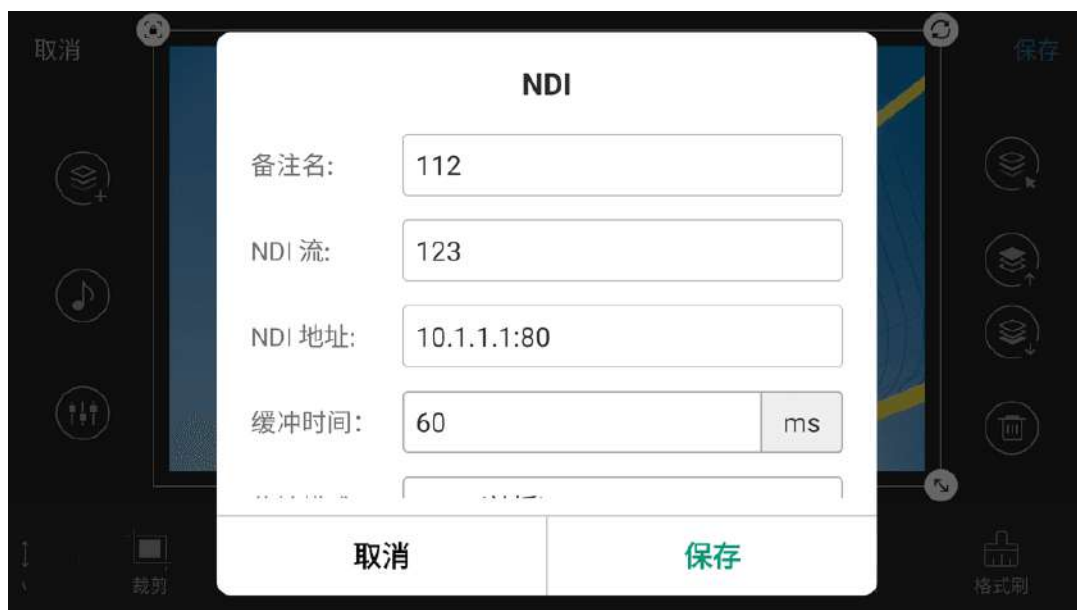 取消
保存
NDI
备注名:
112
NDI 流:
123
NDI 地址:
10.1.1.1:80
缓冲时间:
60
ms
取消
保存
裁剪
格式刷